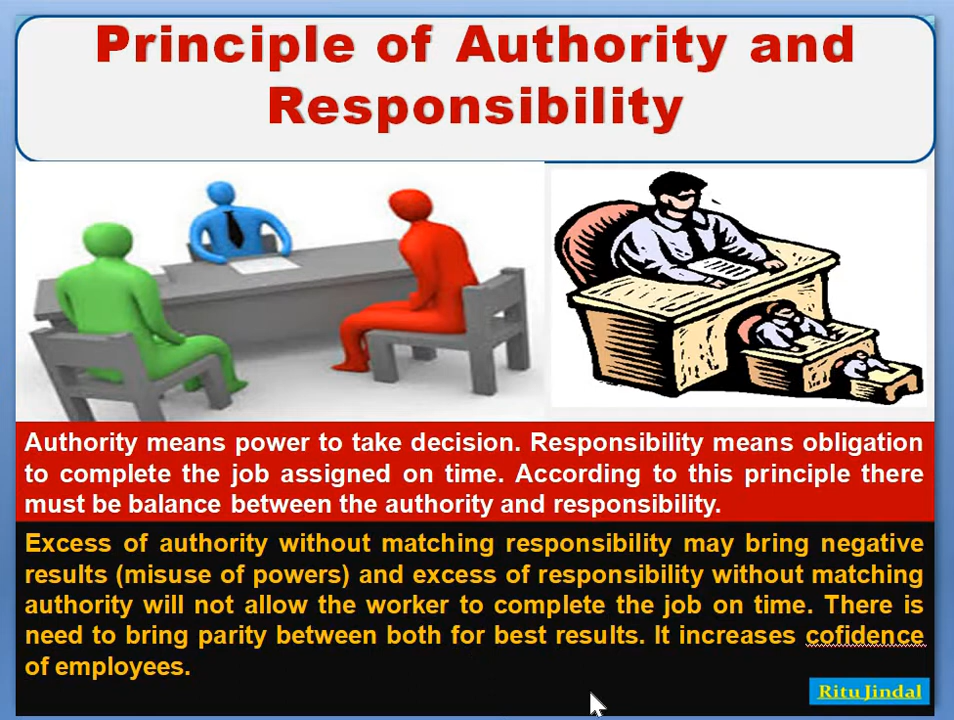 Principle of Authority and
Responsibility
Authority means power to take decision. Responsibility means obligation
to complete the job assigned on time. According to this principle there
must be balance between the authority and responsibility.
Excess of authority without matching responsibility may bring negative
results (misuse of powers) and excess of responsibility without matching
authority will not allow the worker to complete the job on time. There is
need to bring parity between both for best results. It increases cofidence
of employees.
Ritu Jindal